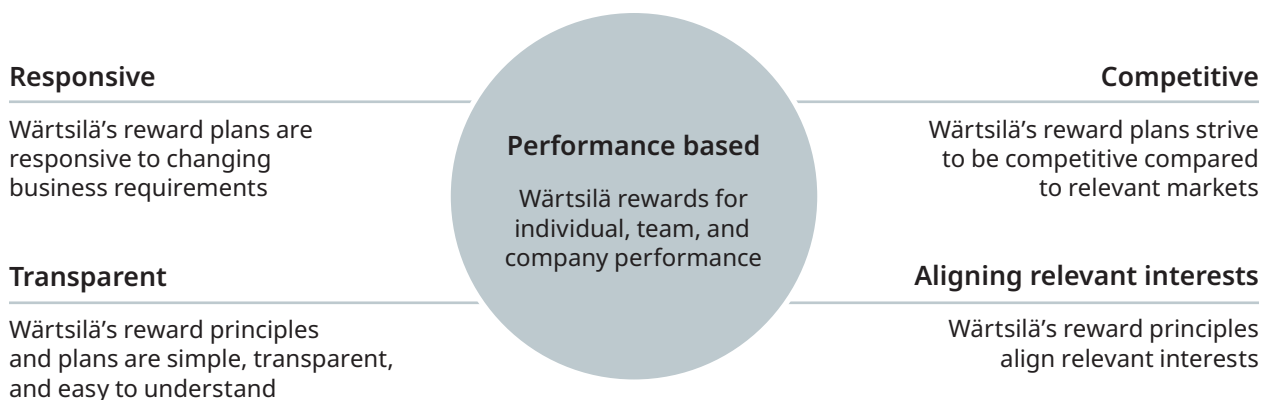 Responsive
Wärtsilä's reward plans are
responsive to changing
business requirements
Transparent
Wärtsilä's reward principles
and plans are simple, transparent,
and easy to understand
Performance based
Wärtsilä rewards for
individual, team, and
company performance
Competitive
Wärtsilä's reward plans strive
to be competitive compared
to relevant markets
Aligning relevant interests
Wärtsilä's reward principles
align relevant interests